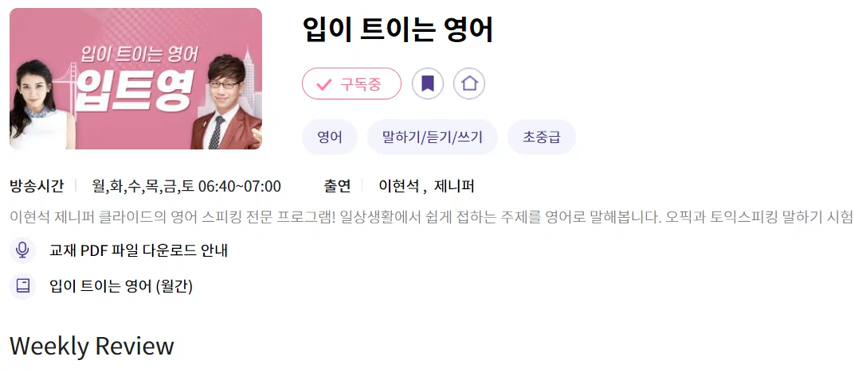 입이 트이는 영어
입트영
입이 트이는 영어
구독중
영어 말하기/듣기/쓰기 초중급
방송시간 월,화,수,목,금,토 06:40~07:00 출연 이현석 , 제니퍼
이현석 제니퍼 클라이드의 영어 스피킹 전문 프로그램! 일상생활에서 쉽게 접하는 주제를 영어로 말해봅니다. 오픽과 토익스피킹 말하기 시험
교재 PDF 파일 다운로드 안내
입이 트이는 영어 (월간)
Weekly Review